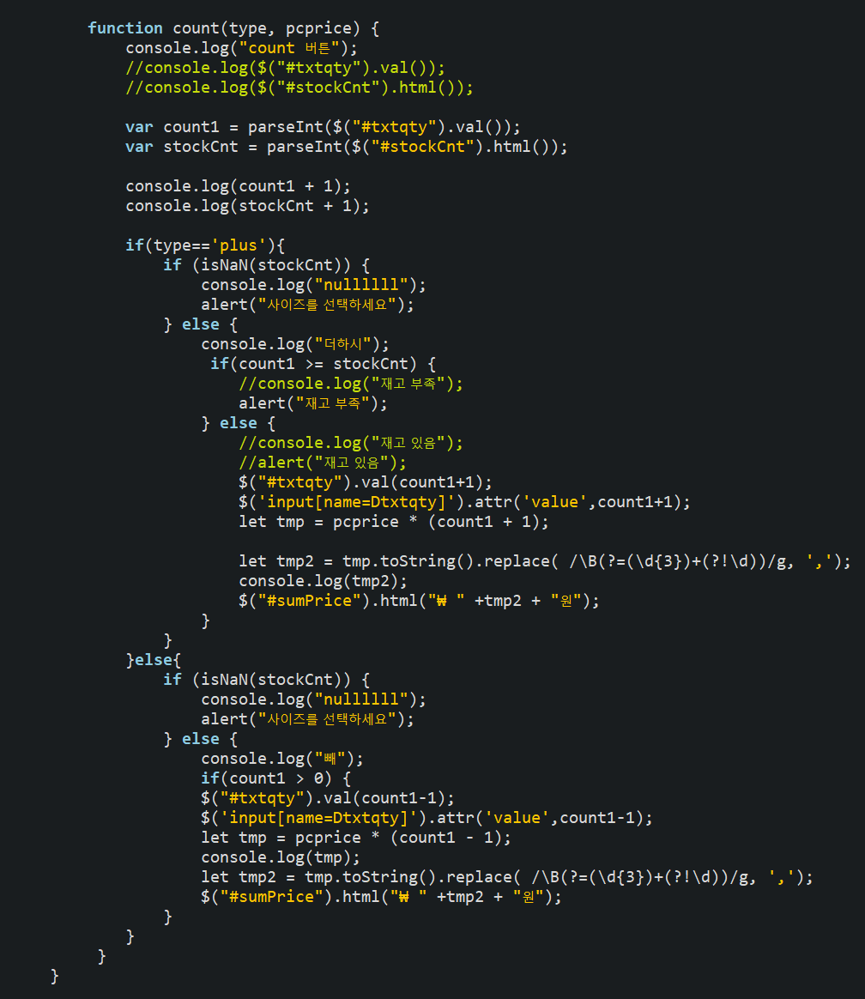 function count(type, pcprice) {
console.log("count 버튼");
//console.log($("#txtqty").val());
//console.log($("#stockCnt").html());
var count1 = parseInt($("#txtqty").val());
var stockCnt = parseInt($("#stockCnt").html());
console.log(count1 + 1);
console.log(stockCnt + 1);
if(type=='plus'){
if (isNaN(stockCnt)) {
console.log("nullllll");
alert("사이즈를 선택하세요");
} else {
console.log("더하시");
if(count1 >= stockCnt) {
//console.log("재고 부족");
alert("재고 부족");
} else {
//console.log("재고 있음");
//alert("재고 있음");
$("#txtqty").val(count1+1);
$('input[name=Dtxtqty]').attr('value',count1+1);
let tmp = pcprice * (count1 + 1);
let tmp2 = tmp.toString().replace( /\B(?=(\d{3})+(?!\d))/g, ',');
console.log(tmp2);
$("#sumPrice").html("₩ " +tmp2 + "원");
}
}
}else{
if (isNaN(stockCnt)) {
console.log("nullllll");
alert("사이즈를 선택하세요");
} else {
console.log("빼");
if(count1 > 0) {
$("#txtqty").val(count1-1);
$('input[name=Dtxtqty]').attr('value',count1-1);
let tmp = pcprice * (count1 - 1);
console.log(tmp);
let tmp2 = tmp.toString().replace( /\B(?=(\d{3})+(?!\d))/g, ',');
$("#sumPrice").html("₩ " +tmp2 + "원");
}
}
}
}